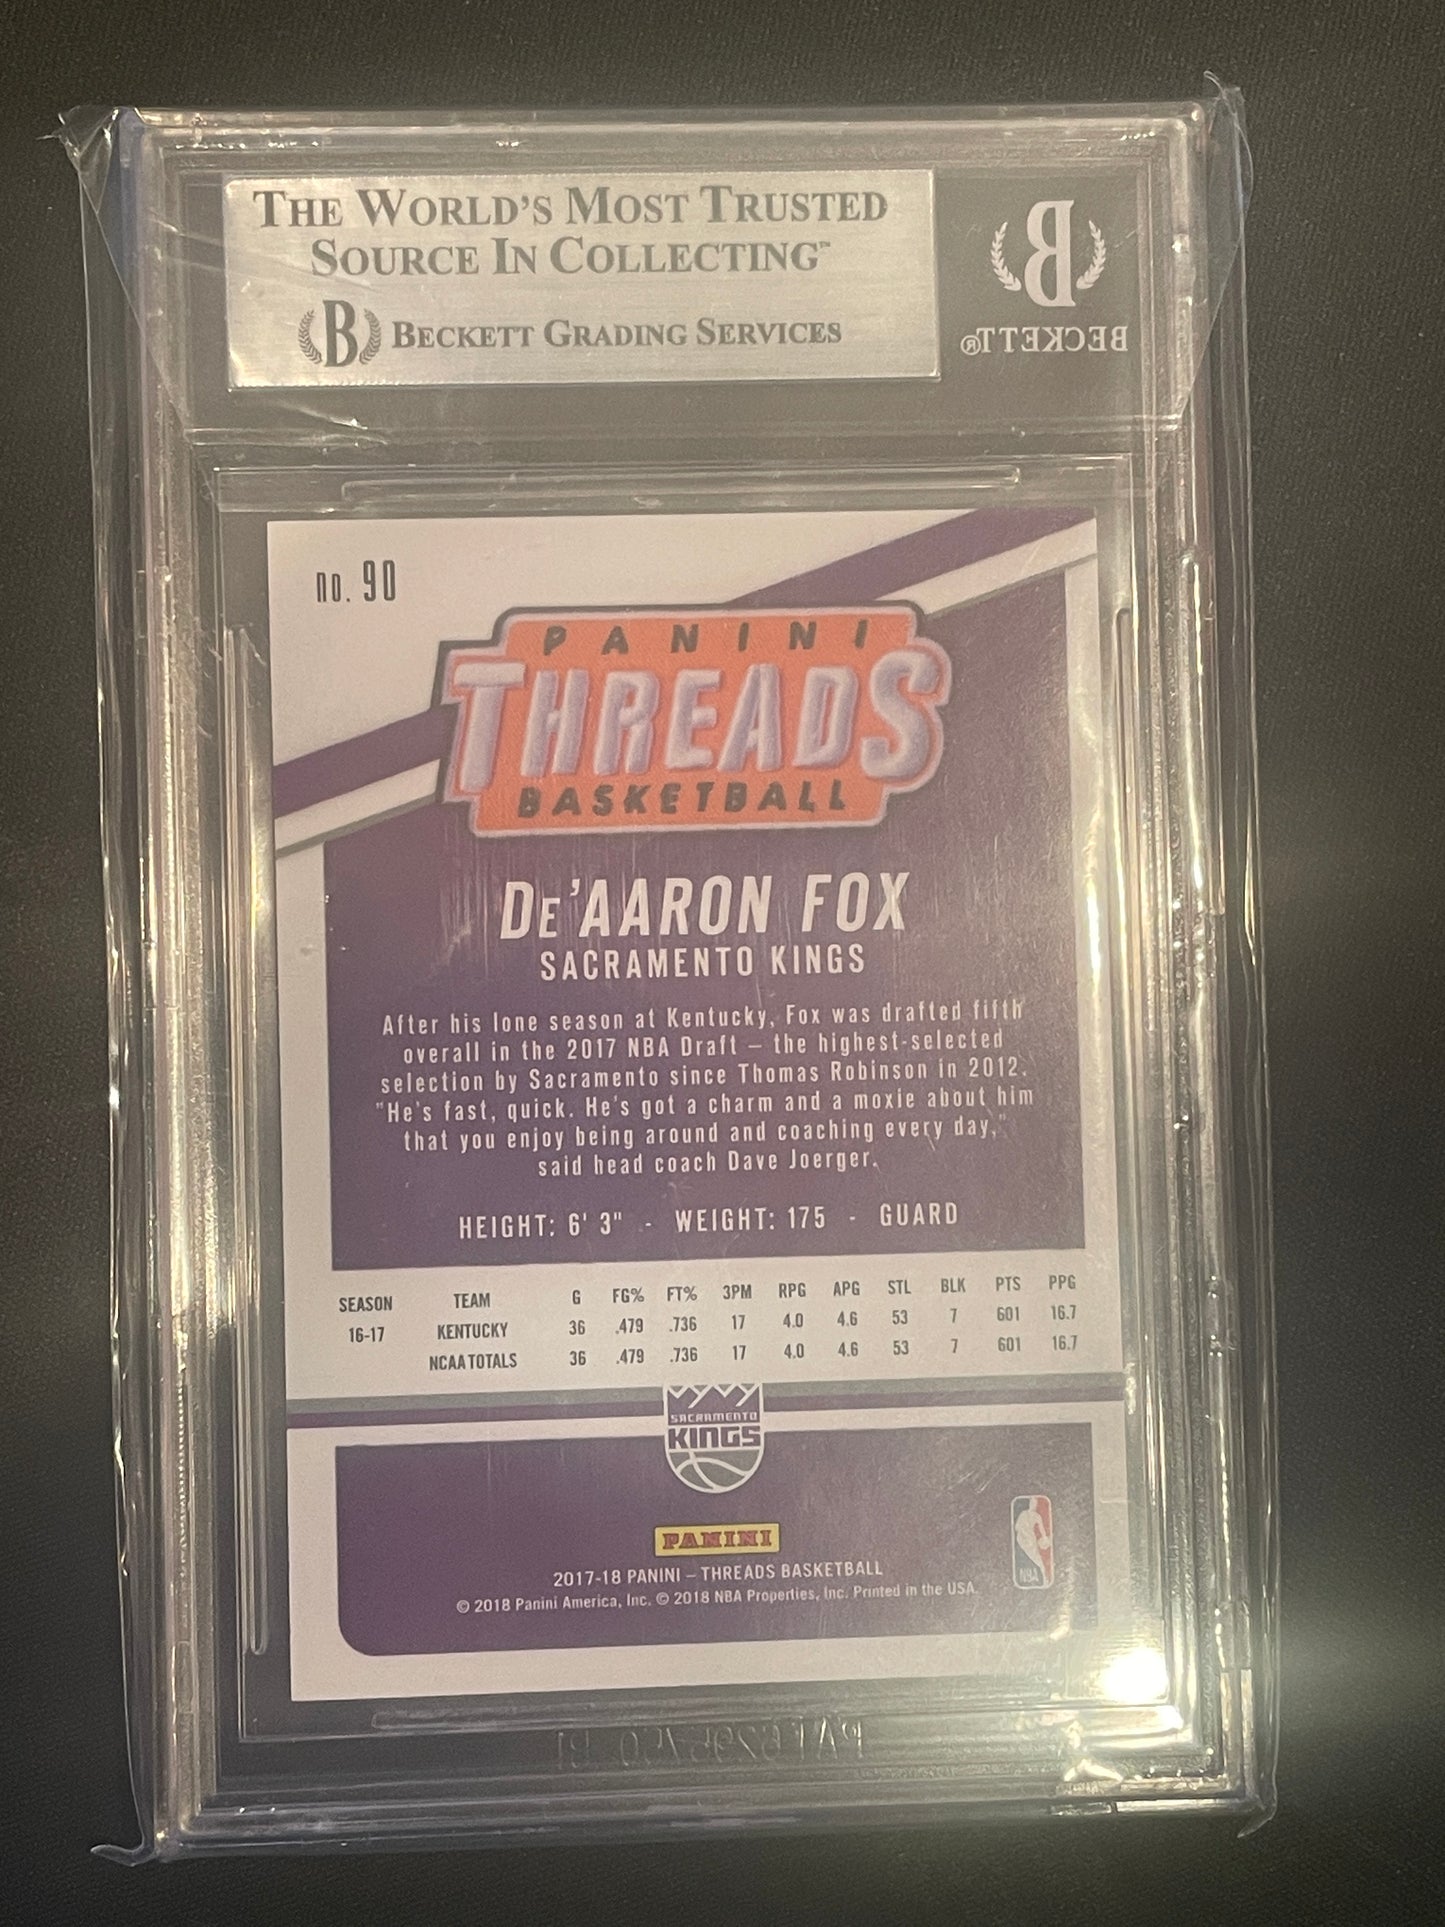 THE WORLD'S MOST TRUSTED
SOURCE IN COLLECTING™
B BECKETT GRADING SERVICES
B
BECKETT®
no. 90
PANINI
THREADS
BASKETBALL
DE'AARON FOX
SACRAMENTO KINGS
After his lone season at Kentucky, Fox was drafted fifth
overall in the 2017 NBA Draft – the highest-selected
selection by Sacramento since Thomas Robinson in 2012.
"He's fast, quick. He's got a charm and a moxie about him
that you enjoy being around and coaching every day,"
said head coach Dave Joerger.
HEIGHT: 6' 3" - WEIGHT: 175 - GUARD
SEASON TEAM G FG% FT% 3PM RPG APG STL BLK PTS PPG
16-17 KENTUCKY 36 .479 .736 17 4.0 4.6 53 7 601 16.7
NCAA TOTALS 36 .479 .736 17 4.0 4.6 53 7 601 16.7
SACRAMENTO
KINGS
PANINI
NBA
2017-18 PANINI – THREADS BASKETBALL
© 2018 Panini America, Inc. © 2018 NBA Properties, Inc. Printed in the USA.